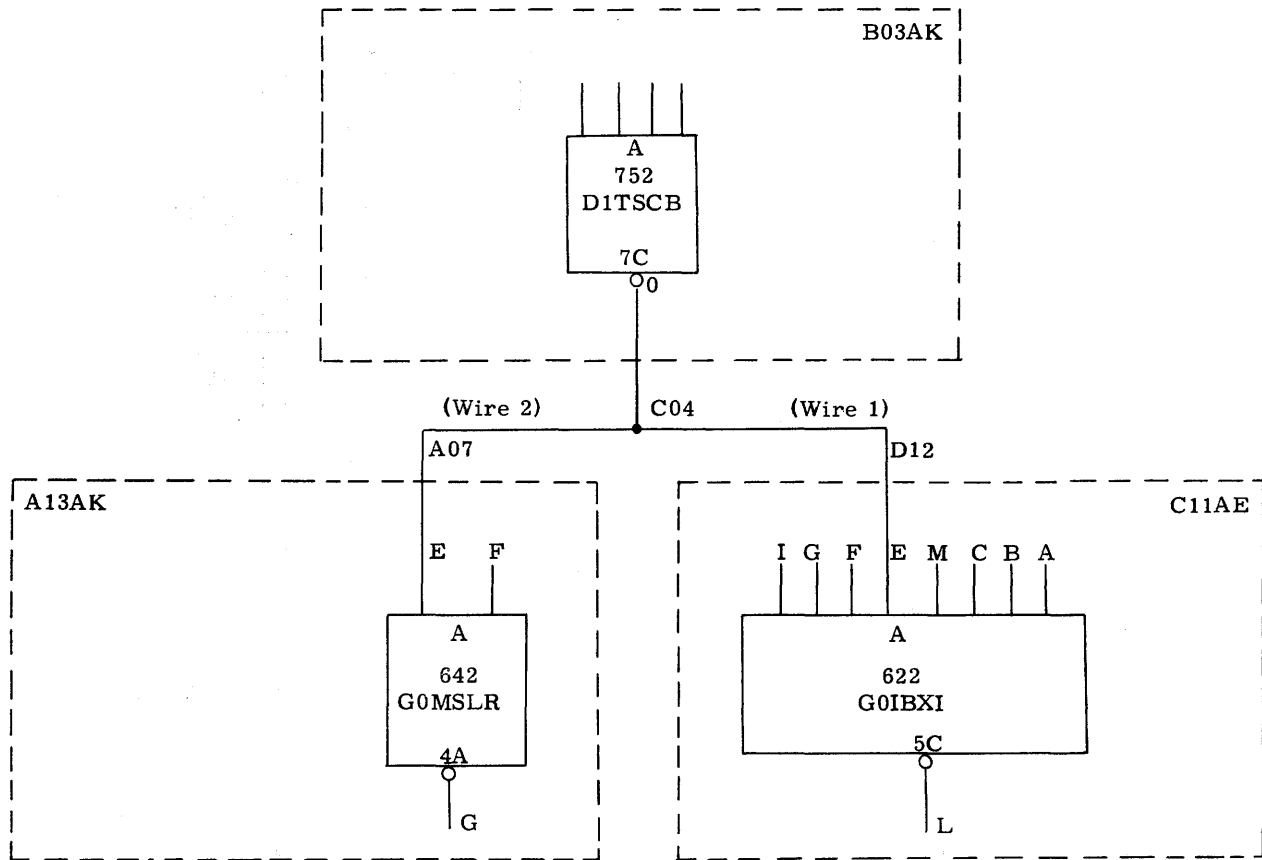 B03AK
A
752
D1TSCB
7C
0
(Wire 2) C04 (Wire 1)
A07 D12
A13AK C11AE
E F I G F E M C B A
A A
642 622
G0MSLR G0IBXI
4A 5C
G L